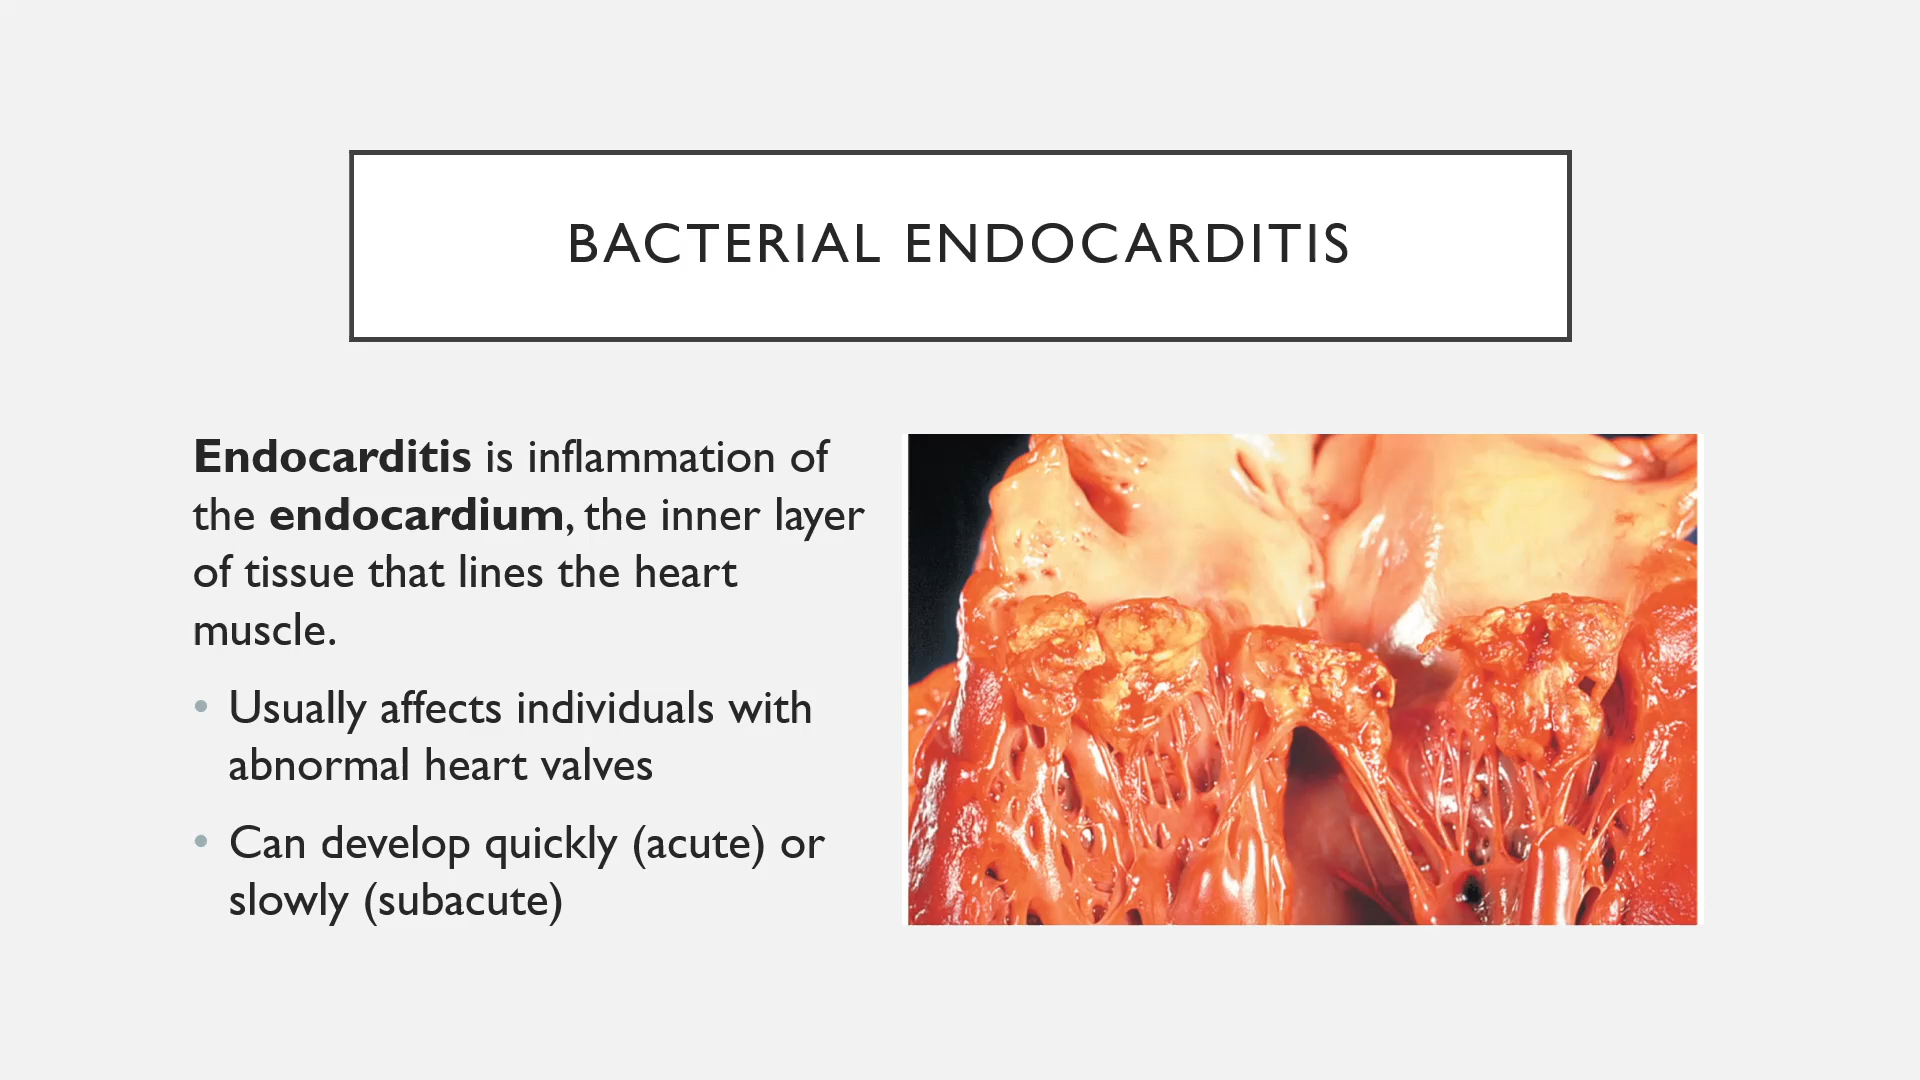 BACTERIAL ENDOCARDITIS
Endocarditis is inflammation of
the endocardium, the inner layer
of tissue that lines the heart
muscle.
• Usually affects individuals with
abnormal heart valves
• Can develop quickly (acute) or
slowly (subacute)